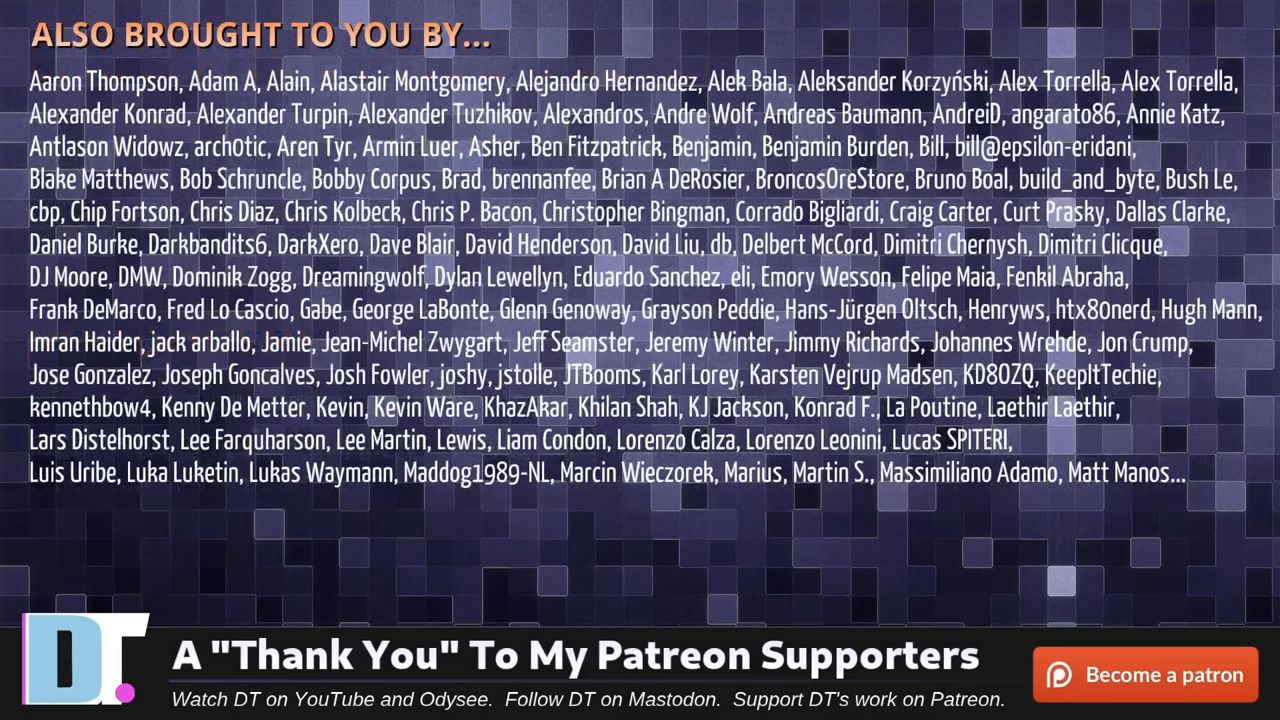 ALSO BROUGHT TO YOU BY...
Aaron Thompson, Adam A, Alain, Alastair Montgomery, Alejandro Hernandez, Alek Bala, Aleksander Korzyński, Alex Torrella, Alex Torrella,
Alexander Konrad, Alexander Turpin, Alexander Tuzhikov, Alexandros, Andre Wolf, Andreas Baumann, AndreiD, angarato86, Annie Katz,
Antlason Widowz, arch0tic, Aren Tyr, Armin Luer, Asher, Ben Fitzpatrick, Benjamin, Benjamin Burden, Bill, bill@epsilon-eridani,
Blake Matthews, Bob Schruncle, Bobby Corpus, Brad, brennanfee, Brian A DeRosier, BroncosOreStore, Bruno Boal, build_and_byte, Bush Le,
cbp, Chip Fortson, Chris Diaz, Chris Kolbeck, Chris P. Bacon, Christopher Bingman, Corrado Bigliardi, Craig Carter, Curt Prasky, Dallas Clarke,
Daniel Burke, Darkbandits6, DarkXero, Dave Blair, David Henderson, David Liu, db, Delbert McCord, Dimitri Chernysh, Dimitri Clicque,
DJ Moore, DMW, Dominik Zogg, Dreamingwolf, Dylan Lewellyn, Eduardo Sanchez, eli, Emory Wesson, Felipe Maia, Fenkil Abraha,
Frank DeMarco, Fred Lo Cascio, Gabe, George LaBonte, Glenn Genoway, Grayson Peddie, Hans-Jürgen Oltsch, Henryws, htx80nerd, Hugh Mann,
Imran Haider, jack arballo, Jamie, Jean-Michel Zwygart, Jeff Seamster, Jeremy Winter, Jimmy Richards, Johannes Wrehde, Jon Crump,
Jose Gonzalez, Joseph Goncalves, Josh Fowler, joshy, jstolle, JTBooms, Karl Lorey, Karsten Vejrup Madsen, KD8OZQ, KeepItTechie,
kennethbow4, Kenny De Metter, Kevin, Kevin Ware, KhazAkar, Khilan Shah, KJ Jackson, Konrad F., La Poutine, Laethir Laethir,
Lars Distelhorst, Lee Farquharson, Lee Martin, Lewis, Liam Condon, Lorenzo Calza, Lorenzo Leonini, Lucas SPITERI,
Luis Uribe, Luka Luketin, Lukas Waymann, Maddog1989-NL, Marcin Wieczorek, Marius, Martin S., Massimiliano Adamo, Matt Manos...
DT
A "Thank You" To My Patreon Supporters
Watch DT on YouTube and Odysee. Follow DT on Mastodon. Support DT's work on Patreon.
Become a patron